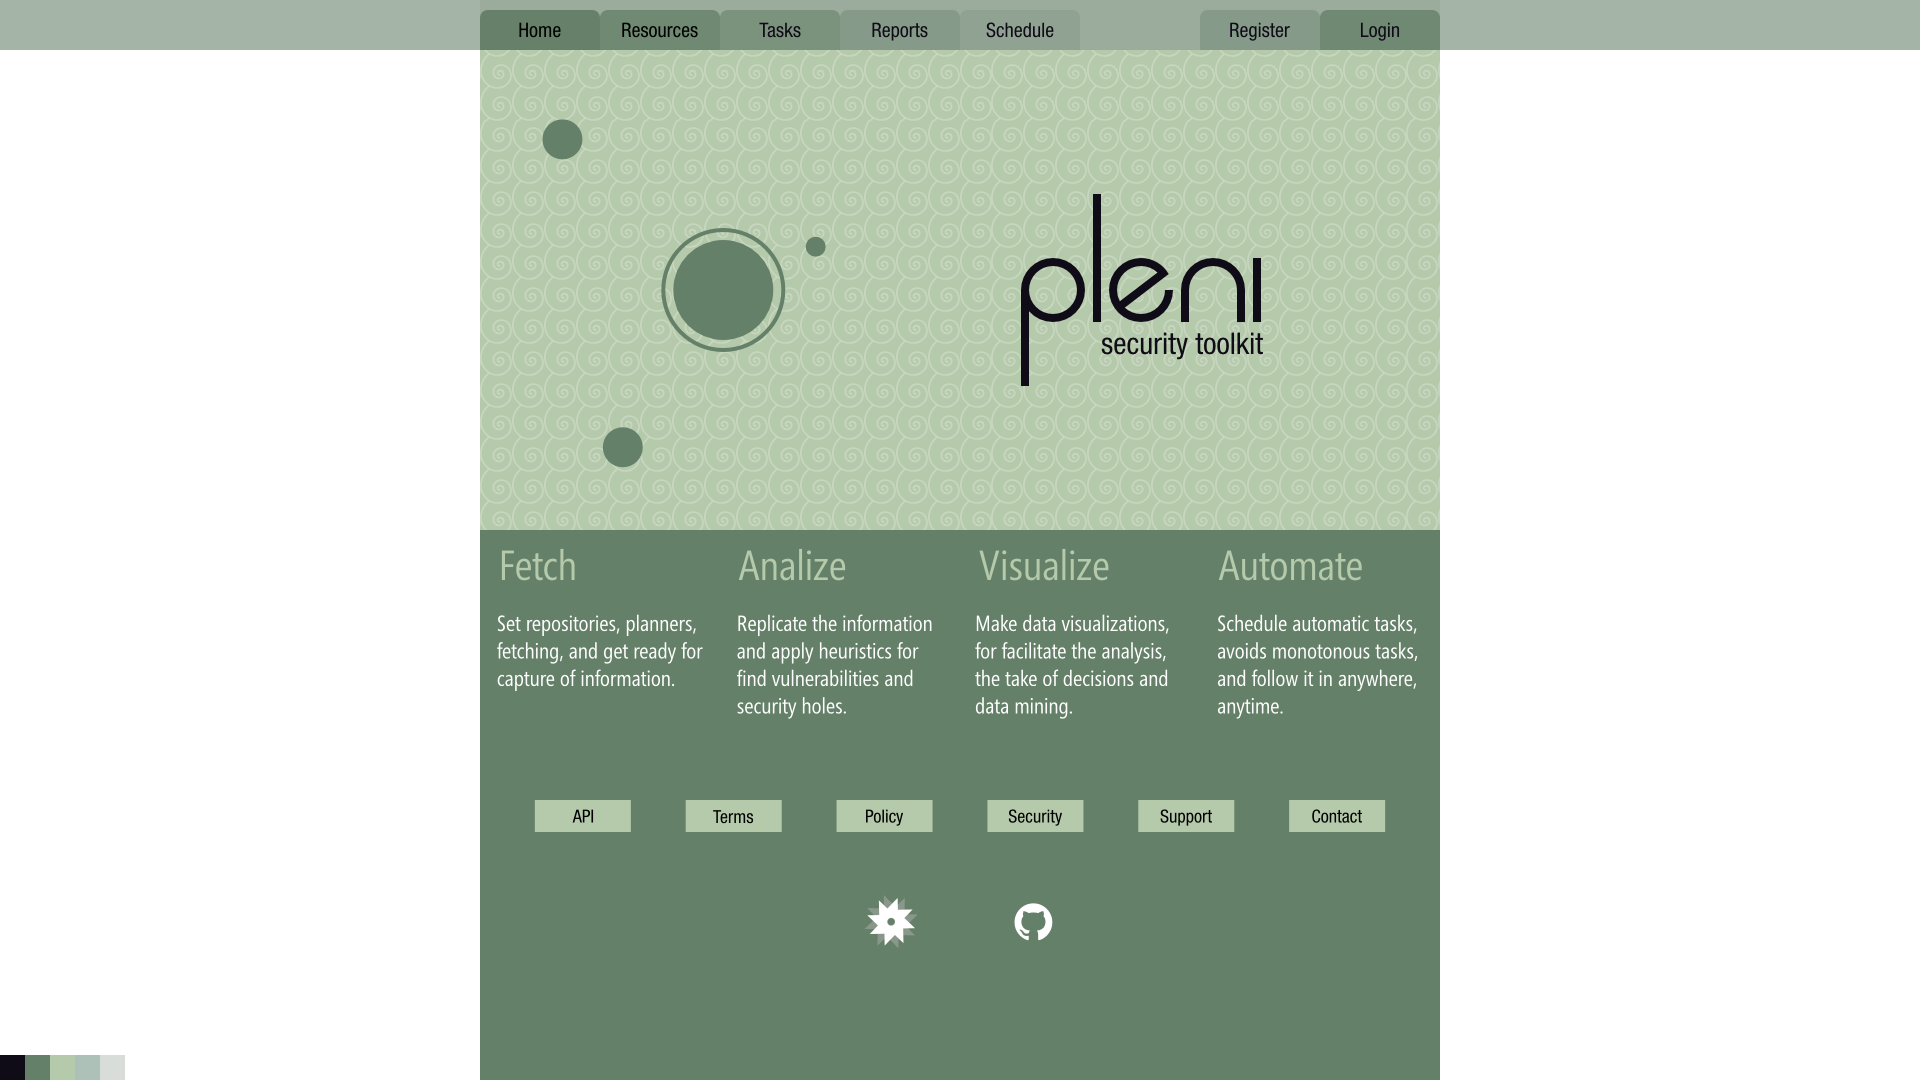 Home Resources Tasks Reports Schedule Register Login
pleni
security toolkit
Fetch
Set repositories, planners,
fetching, and get ready for
capture of information.
Analize
Replicate the information
and apply heuristics for
find vulnerabilities and
security holes.
Visualize
Make data visualizations,
for facilitate the analysis,
the take of decisions and
data mining.
Automate
Schedule automatic tasks,
avoids monotonous tasks,
and follow it in anywhere,
anytime.
API Terms Policy Security Support Contact